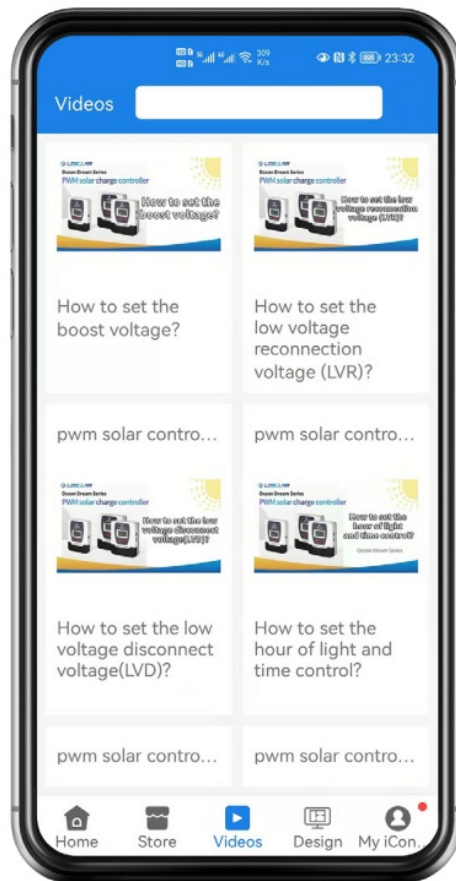 309
K/s
23:32
Videos
Ocean Dream Series
PWM solar charge controller
How to set the
boost voltage?
How to set the
boost voltage?
Ocean Dream Series
PWM solar charge controller
How to set the low
voltage reconnection
voltage (LVR)?
How to set the
low voltage
reconnection
voltage (LVR)?
pwm solar contro...
pwm solar contro...
Ocean Dream Series
PWM solar charge controller
How to set the low
voltage disconnect
voltage(LVD)?
How to set the low
voltage disconnect
voltage(LVD)?
Ocean Dream Series
PWM solar charge controller
How to set the
hour of light
and time control?
Ocean Dream Series
How to set the
hour of light and
time control?
pwm solar contro...
pwm solar contro...
Home
Store
Videos
Design
My iCon...